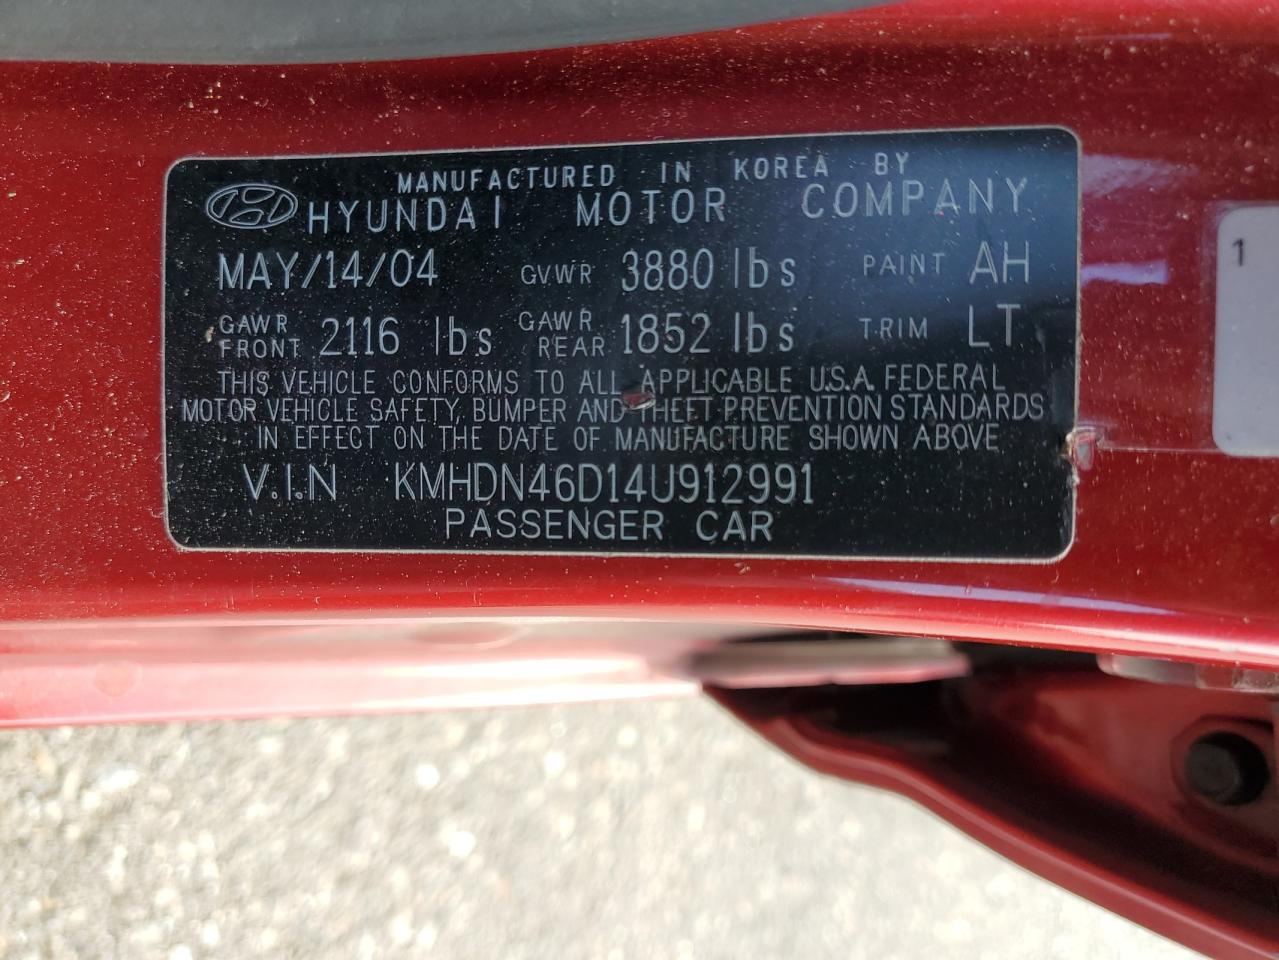 MANUFACTURED IN KOREA BY
HYUNDAI MOTOR COMPANY
MAY/14/04 GVWR 3880 lbs PAINT AH
GAWR FRONT 2116 lbs GAWR REAR 1852 lbs TRIM LT
THIS VEHICLE CONFORMS TO ALL APPLICABLE U.S.A. FEDERAL
MOTOR VEHICLE SAFETY, BUMPER AND THEFT PREVENTION STANDARDS
IN EFFECT ON THE DATE OF MANUFACTURE SHOWN ABOVE
V.I.N KMHDN46D14U912991
PASSENGER CAR
1